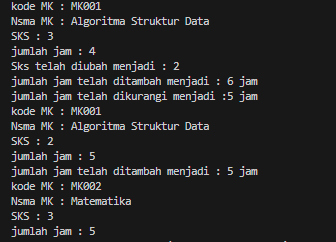 kode MK : MK001
Nsma MK : Algoritma Struktur Data
SKS : 3
jumlah jam : 4
Sks telah diubah menjadi : 2
jumlah jam telah ditambah menjadi : 6 jam
jumlah jam telah dikurangi menjadi :5 jam
kode MK : MK001
Nsma MK : Algoritma Struktur Data
SKS : 2
jumlah jam : 5
jumlah jam telah ditambah menjadi : 5 jam
kode MK : MK002
Nsma MK : Matematika
SKS : 3
jumlah jam : 5